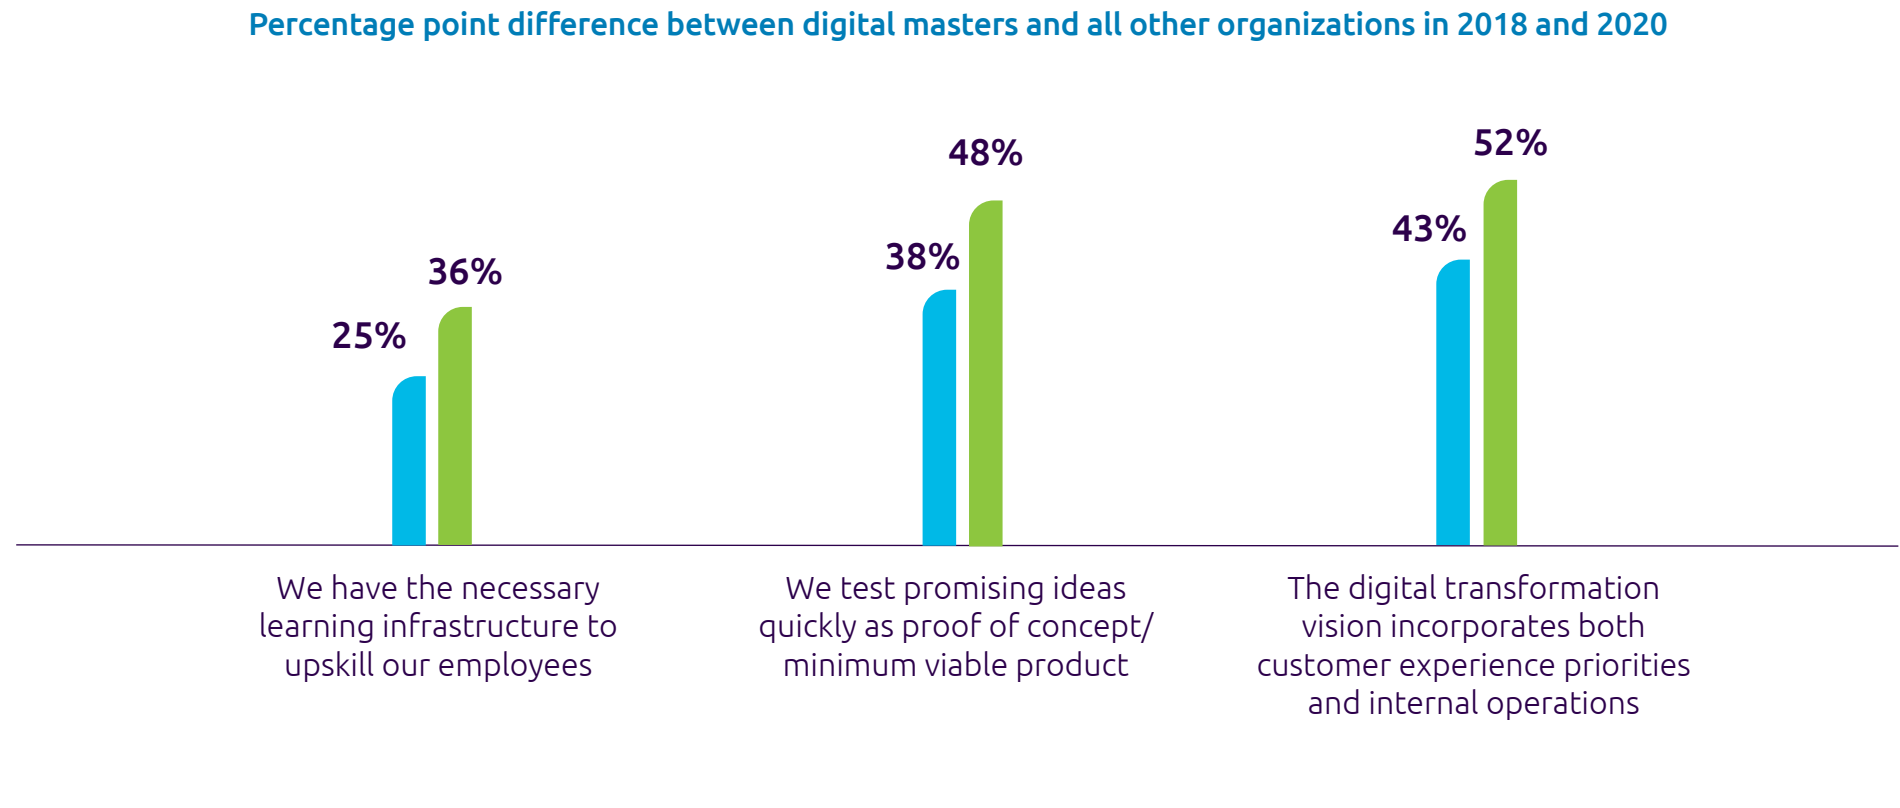 Percentage point difference between digital masters and all other organizations in 2018 and 2020
25%
36%
38%
48%
43%
52%
We have the necessary
learning infrastructure to
upskill our employees
We test promising ideas
quickly as proof of concept/
minimum viable product
The digital transformation
vision incorporates both
customer experience priorities
and internal operations